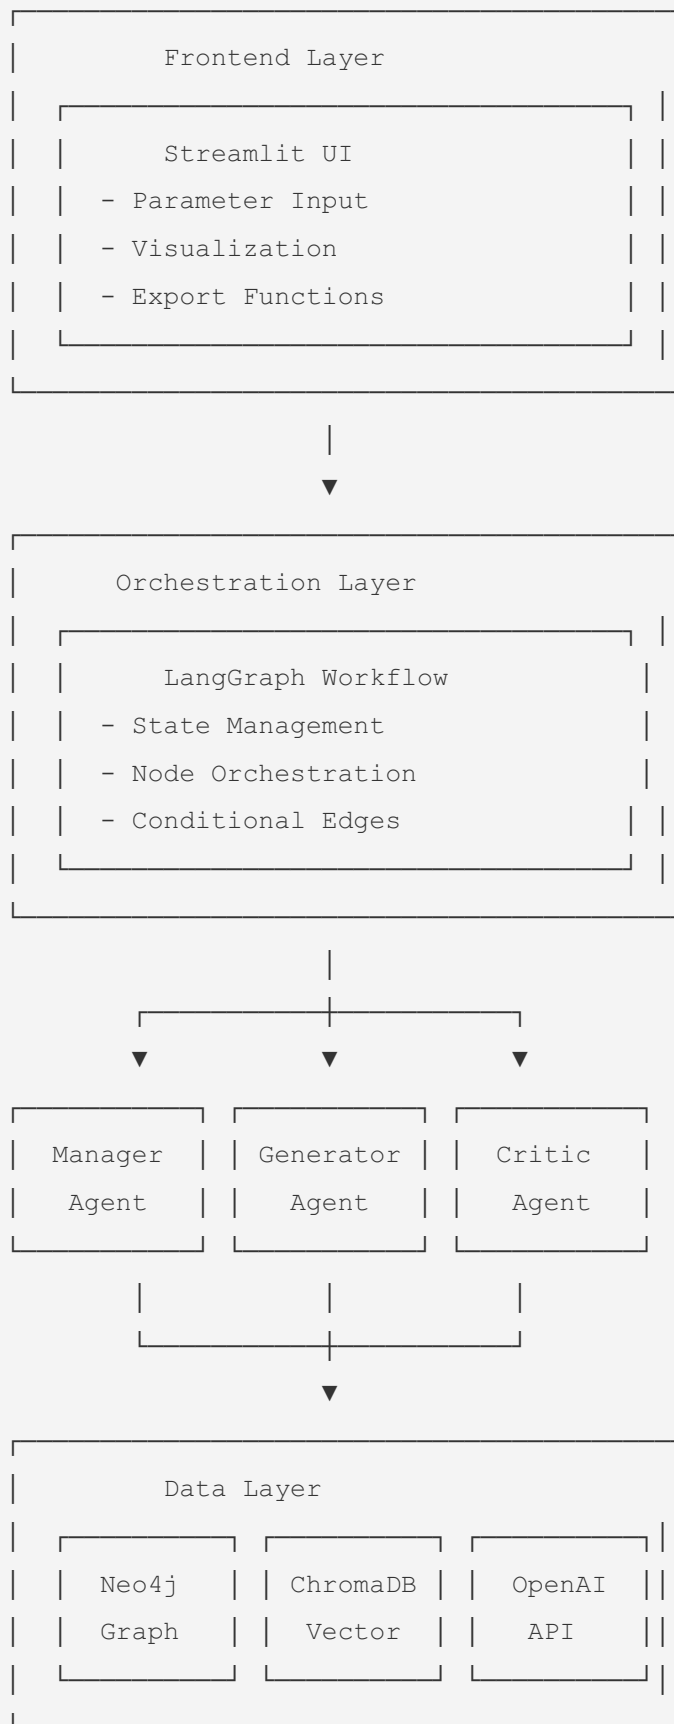 Frontend Layer
Streamlit UI
- Parameter Input
- Visualization
- Export Functions
Orchestration Layer
LangGraph Workflow
- State Management
- Node Orchestration
- Conditional Edges
Manager Generator Critic
Agent Agent Agent
Data Layer
Neo4j ChromaDB OpenAI
Graph Vector API